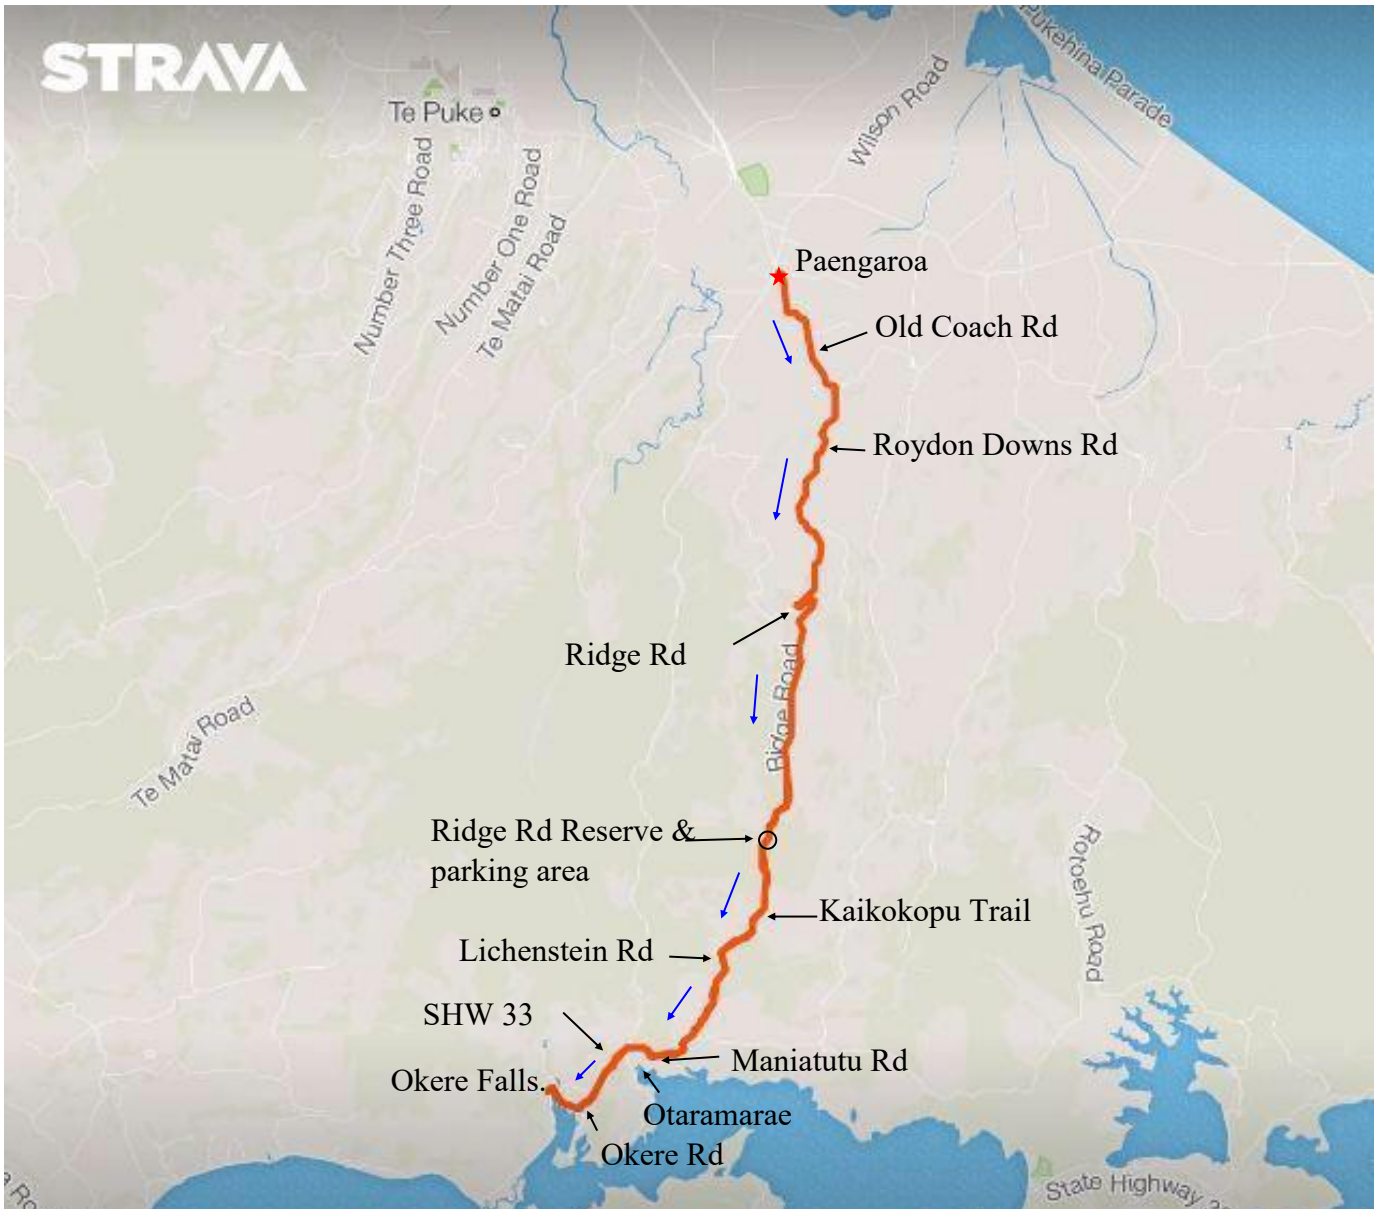 STRAVA
Pukehina Parade
Wilson Road
Te Puke
Number Three Road
Number One Road
Te Matai Road
Paengaroa
Old Coach Rd
Roydon Downs Rd
Ridge Rd
Ridge Road
Te Matai Road
Ridge Rd Reserve &
parking area
Rotoehu Road
Kaikokopu Trail
Lichenstein Rd
SHW 33
Maniatutu Rd
Okere Falls.
Otaramarae
Okere Rd
State Highway